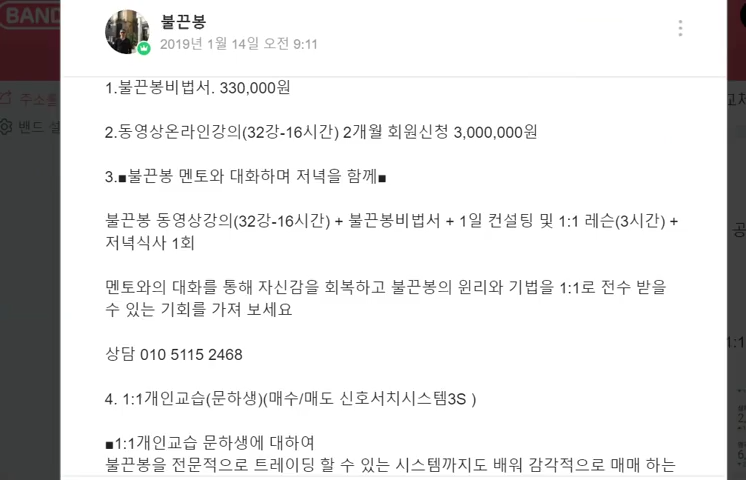 BAND
불끈봉
2019년 1월 14일 오전 9:11
주소를
밴드 설
1.불끈봉비법서. 330,000원
2.동영상온라인강의(32강-16시간) 2개월 회원신청 3,000,000원
3.■불끈봉 멘토와 대화하며 저녁을 함께■
불끈봉 동영상강의(32강-16시간) + 불끈봉비법서 + 1일 컨설팅 및 1:1 레슨(3시간) +
저녁식사 1회
멘토와의 대화를 통해 자신감을 회복하고 불끈봉의 원리와 기법을 1:1로 전수 받을
수 있는 기회를 가져 보세요
상담 010 5115 2468
4. 1:1개인교습(문하생)(매수/매도 신호서치시스템3S )
■1:1개인교습 문하생에 대하여
불끈봉을 전문적으로 트레이딩 할 수 있는 시스템까지도 배워 감각적으로 매매 하는